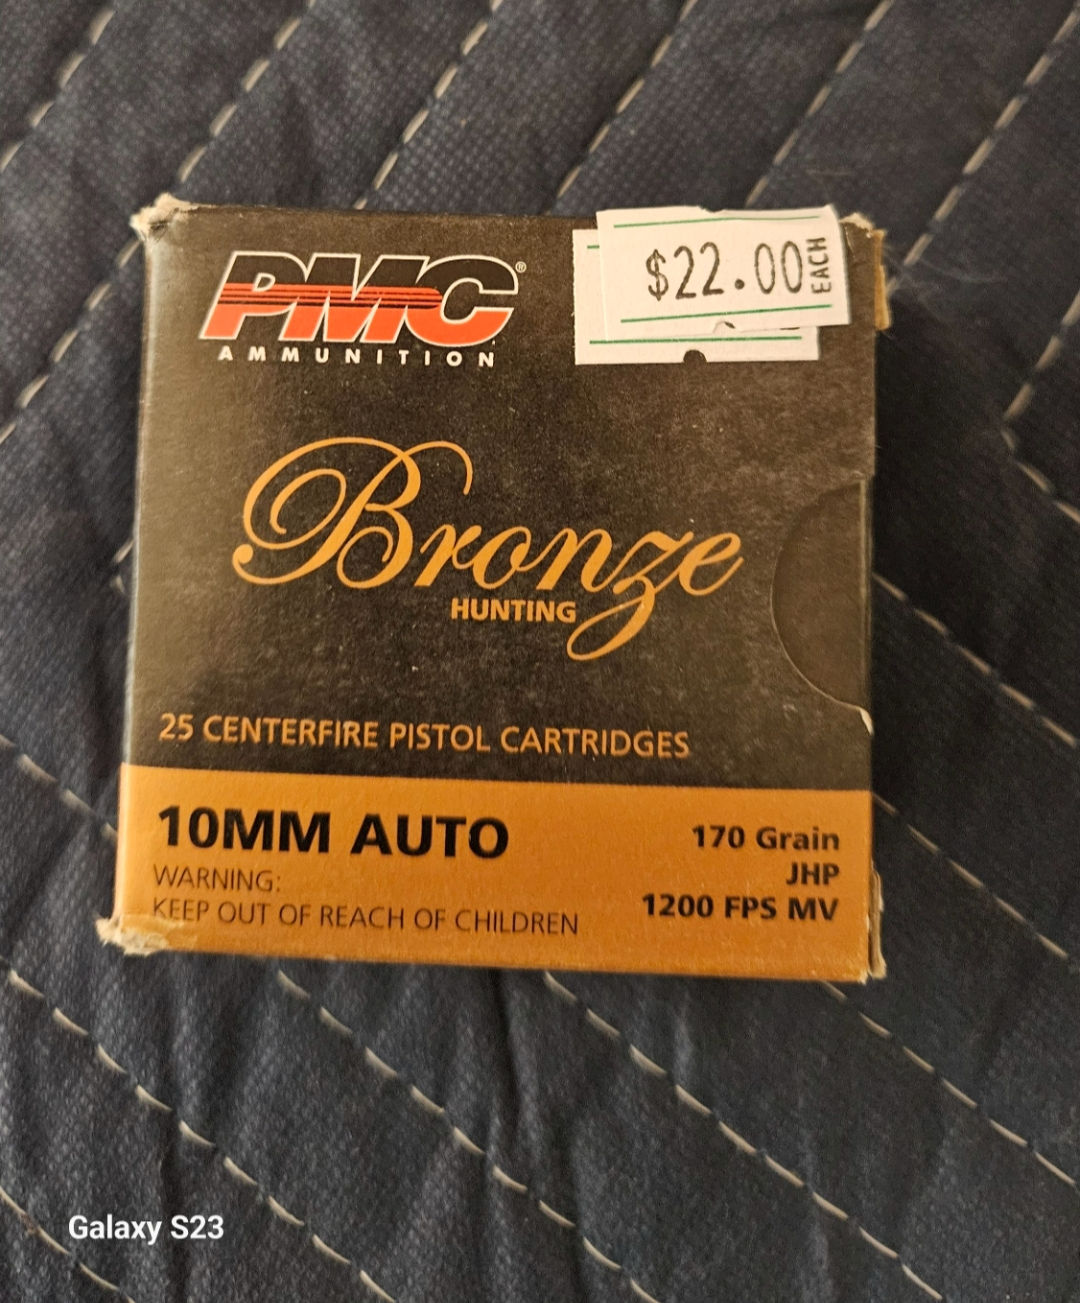 PMC®
AMMUNITION
$22.00 EACH
Bronze
HUNTING
25 CENTERFIRE PISTOL CARTRIDGES
10MM AUTO
WARNING:
KEEP OUT OF REACH OF CHILDREN
170 Grain
JHP
1200 FPS MV
Galaxy S23